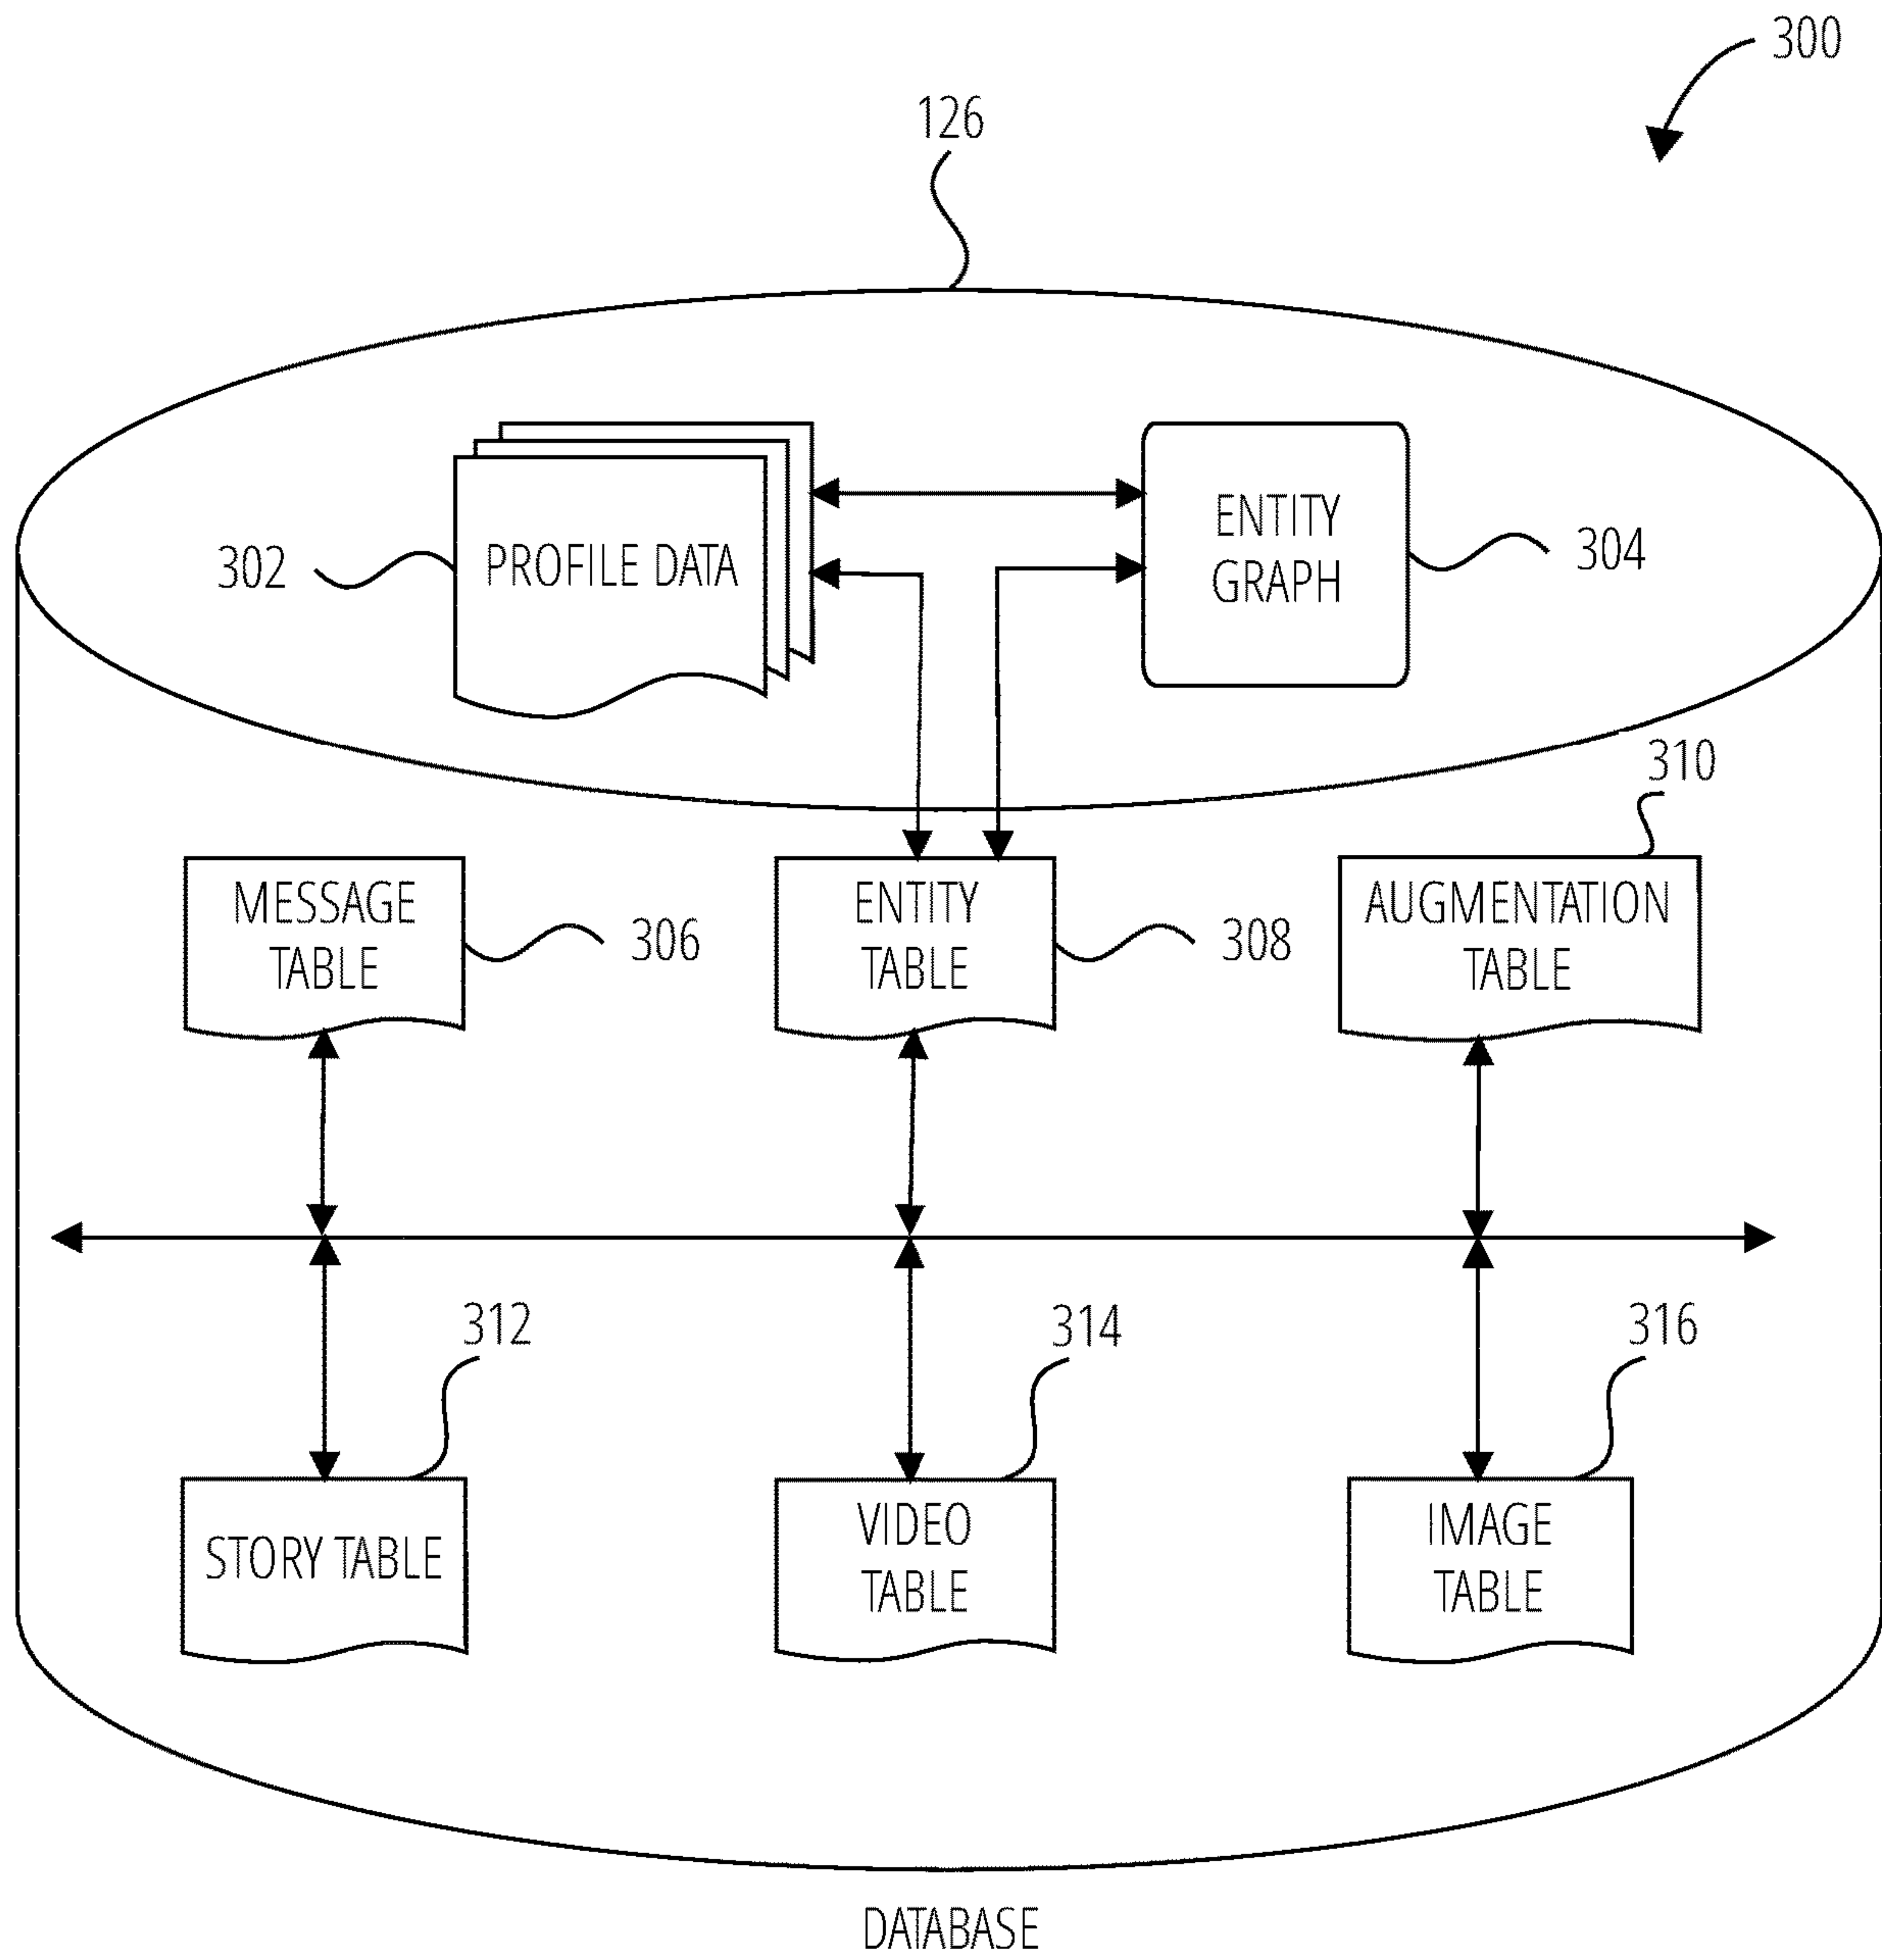 300
126
302
PROFILE DATA
ENTITY
GRAPH
304
310
MESSAGE
TABLE
306
ENTITY
TABLE
308
AUGMENTATION
TABLE
312
314
316
STORY TABLE
VIDEO
TABLE
IMAGE
TABLE
DATABASE